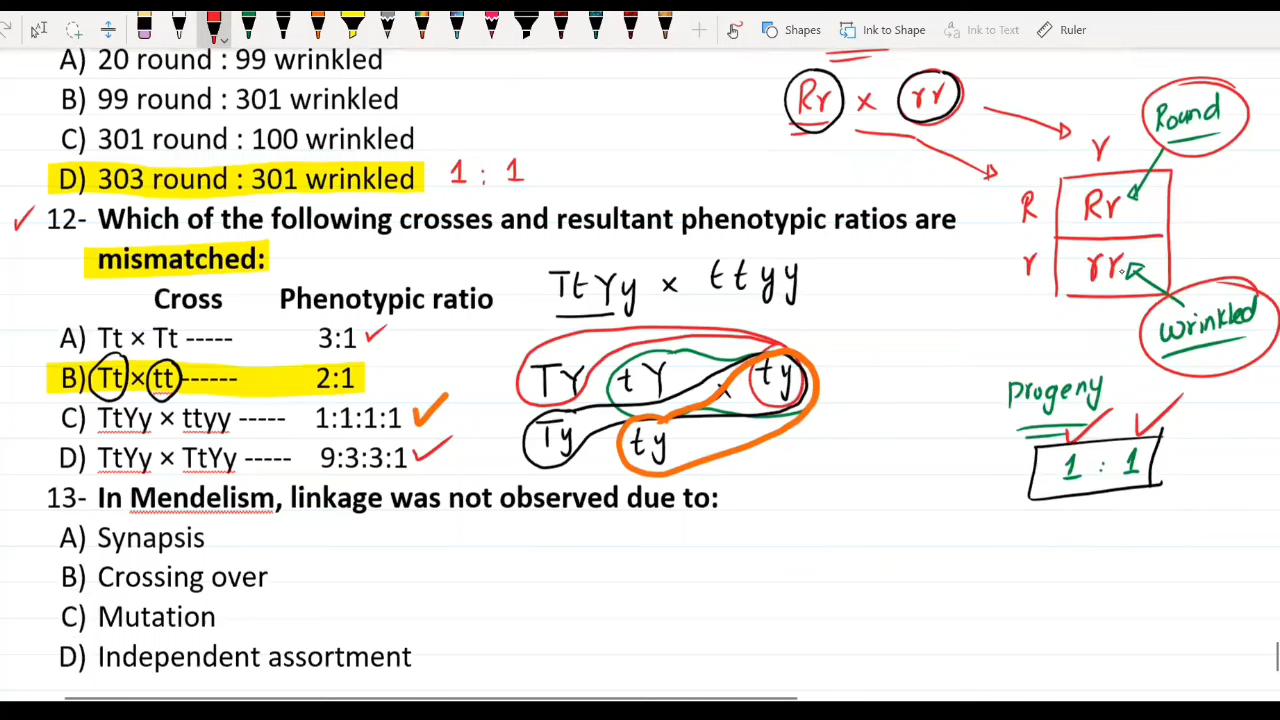 Shapes Ink to Shape Ink to Text Ruler
A) 20 round : 99 wrinkled
B) 99 round : 301 wrinkled
C) 301 round : 100 wrinkled
D) 303 round : 301 wrinkled 1 : 1
Rr × rr
Round
r
R Rr
r rr
wrinkled
12- Which of the following crosses and resultant phenotypic ratios are
mismatched:
Cross Phenotypic ratio
A) Tt × Tt ----- 3:1
B) Tt×tt------ 2:1
C) TtYy × ttyy ----- 1:1:1:1
D) TtYy × TtYy ----- 9:3:3:1
TtYy × ttyy
TY tY × ty
Ty ty
progeny
1 : 1
13- In Mendelism, linkage was not observed due to:
A) Synapsis
B) Crossing over
C) Mutation
D) Independent assortment